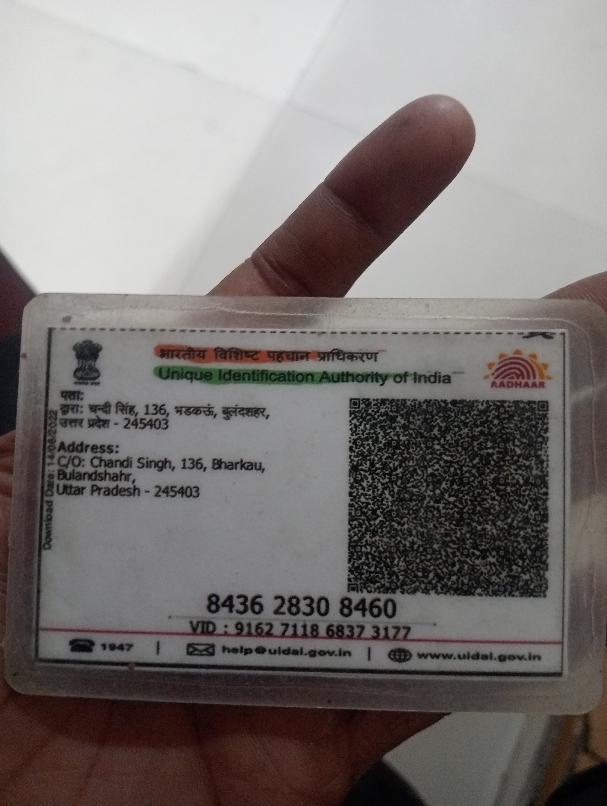 भारतीय विशिष्ट पहचान प्राधिकरण
Unique Identification Authority of India
AADHAAR
पता:
द्वारा: चन्दी सिंह, 136, भडकऊं, बुलंदशहर,
उत्तर प्रदेश - 245403
Address:
C/O: Chandi Singh, 136, Bharkau,
Bulandshahr,
Uttar Pradesh - 245403
Download Date: 14/08/2022
8436 2830 8460
VID : 9162 7118 6837 3177
1947 | help@uidai.gov.in | www.uidai.gov.in